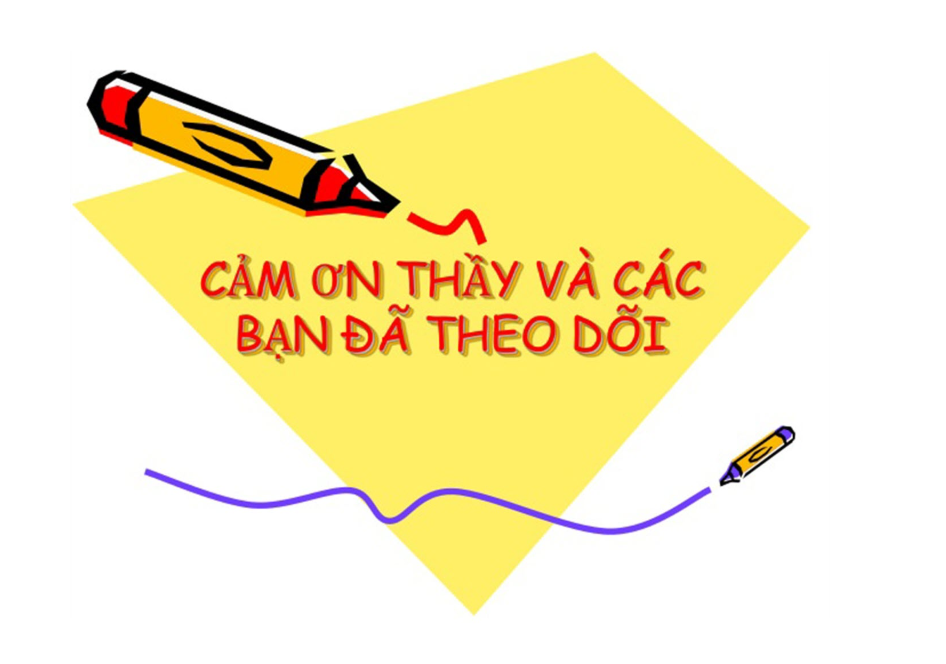 CẢM ƠN THẦY VÀ CÁC
BẠN ĐÃ THEO DÕI